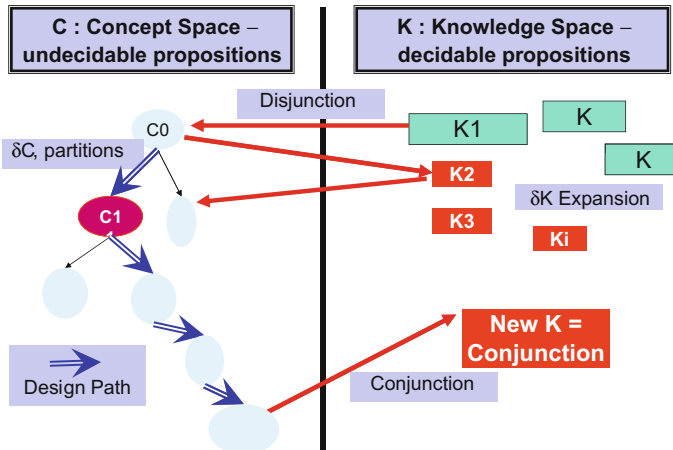 C : Concept Space –
undecidable propositions
K : Knowledge Space –
decidable propositions
Disjunction
C0
K1
K
K
δC, partitions
K2
C1
δK Expansion
K3
Ki
New K =
Conjunction
Design Path
Conjunction